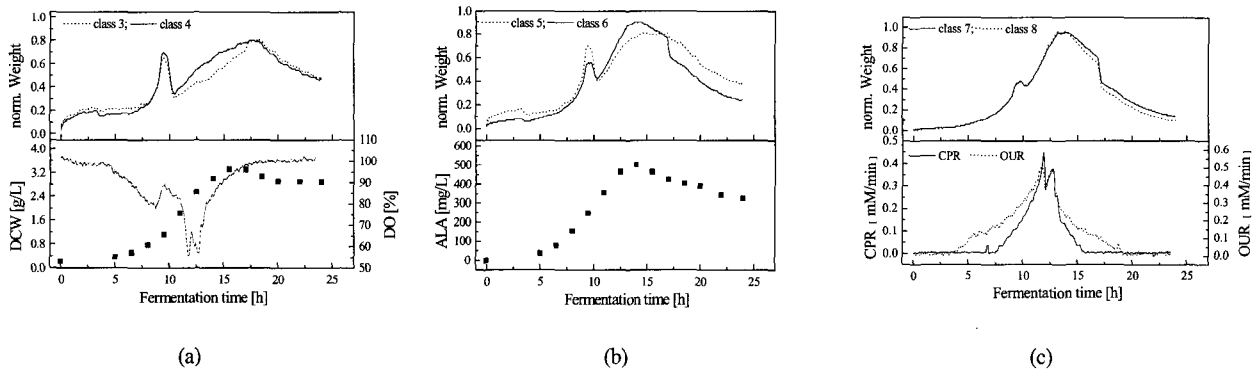 class 3; class 4
1.0
0.8
0.6
0.4
0.2
0.0
norm. Weight
4.0
3.2
2.4
1.6
0.8
0.0
DCW [g/L]
110
100
90
80
70
60
50
DO [%]
0 5 10 15 20 25
Fermentation time [h]
(a)
class 5; class 6
1.0
0.8
0.6
0.4
0.2
0.0
norm. Weight
600
500
400
300
200
100
0
ALA [mg/L]
0 5 10 15 20 25
Fermentation time [h]
(b)
class 7; class 8
1.0
0.8
0.6
0.4
0.2
0.0
norm. Weight
CPR OUR
0.4
0.3
0.2
0.1
0.0
CPR [ mM/min]
0.6
0.5
0.4
0.3
0.2
0.1
0.0
OUR [ mM/min]
0 5 10 15 20 25
Fermentation time [h]
(c)